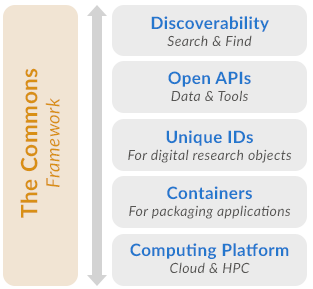 The Commons
Framework
Discoverability
Search & Find
Open APIs
Data & Tools
Unique IDs
For digital research objects
Containers
For packaging applications
Computing Platform
Cloud & HPC